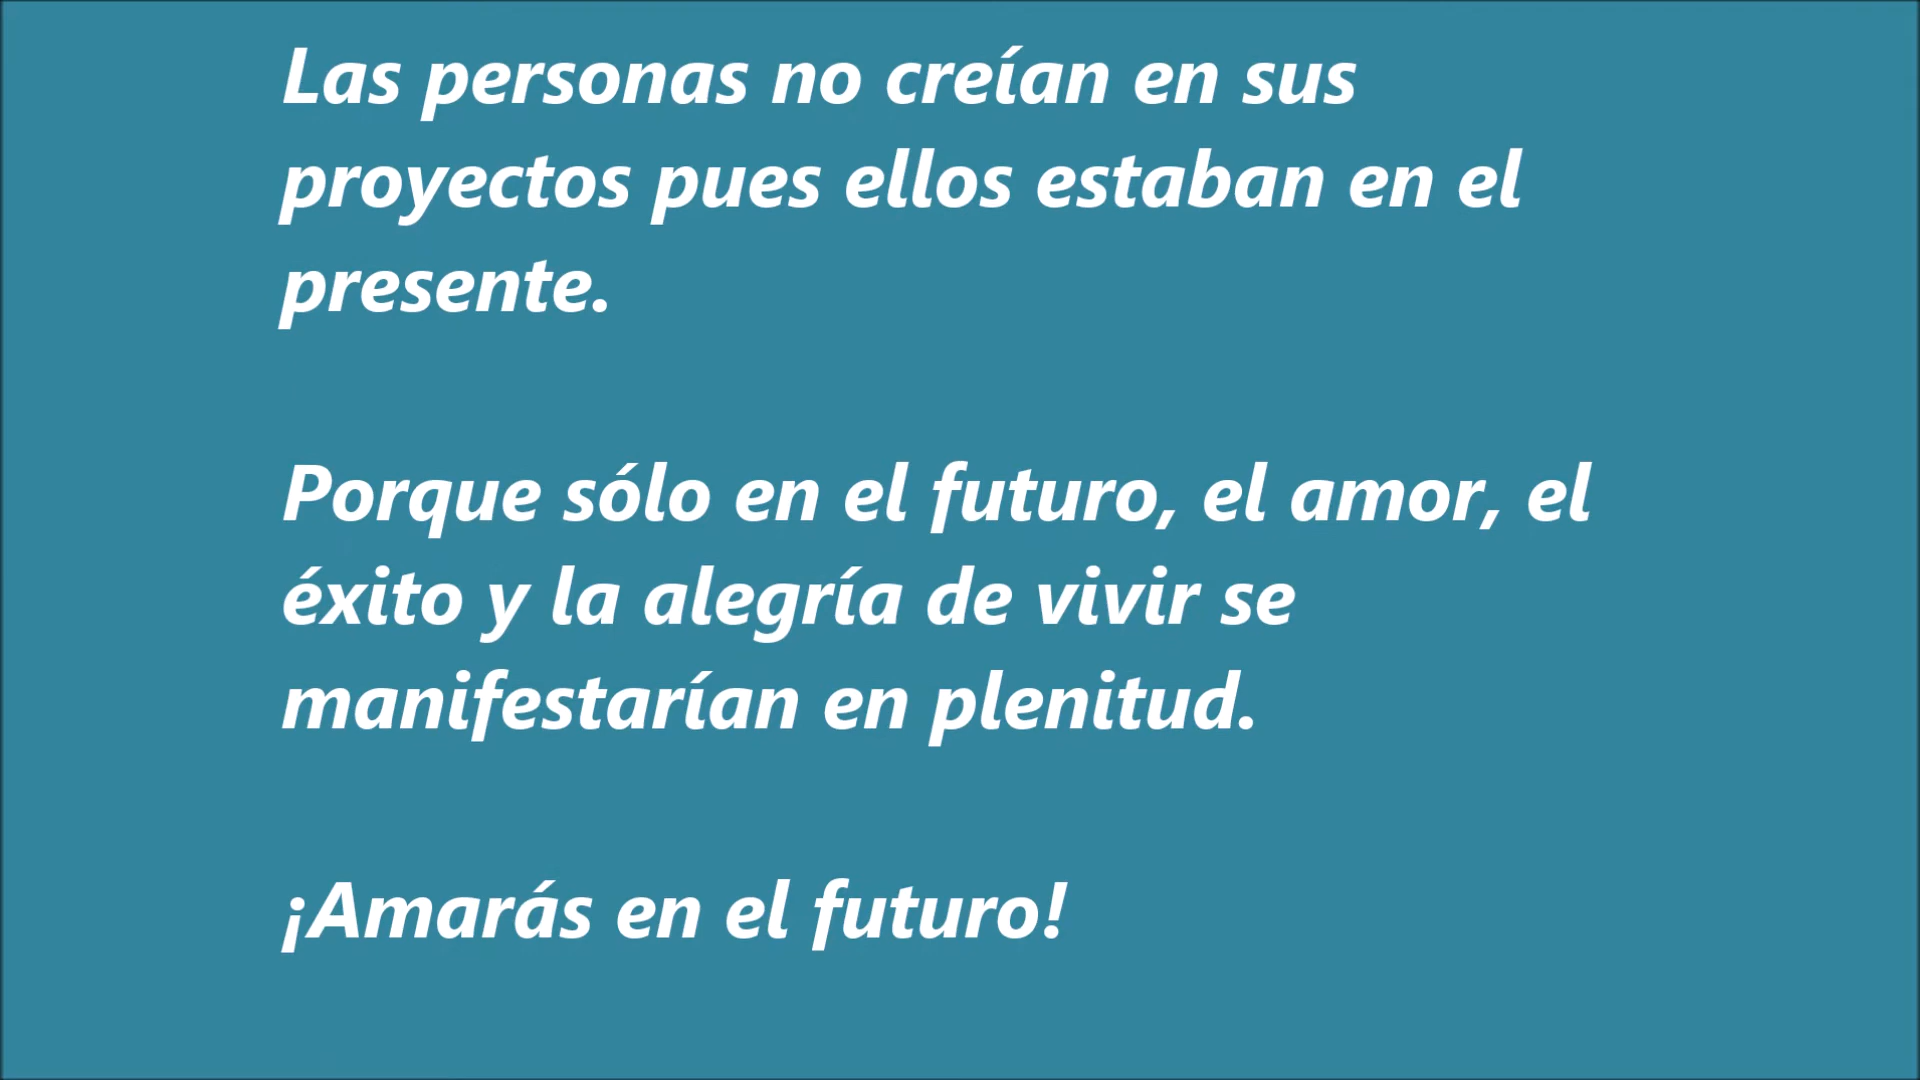 Las personas no creían en sus
proyectos pues ellos estaban en el
presente.
Porque sólo en el futuro, el amor, el
éxito y la alegría de vivir se
manifestarían en plenitud.
¡Amarás en el futuro!